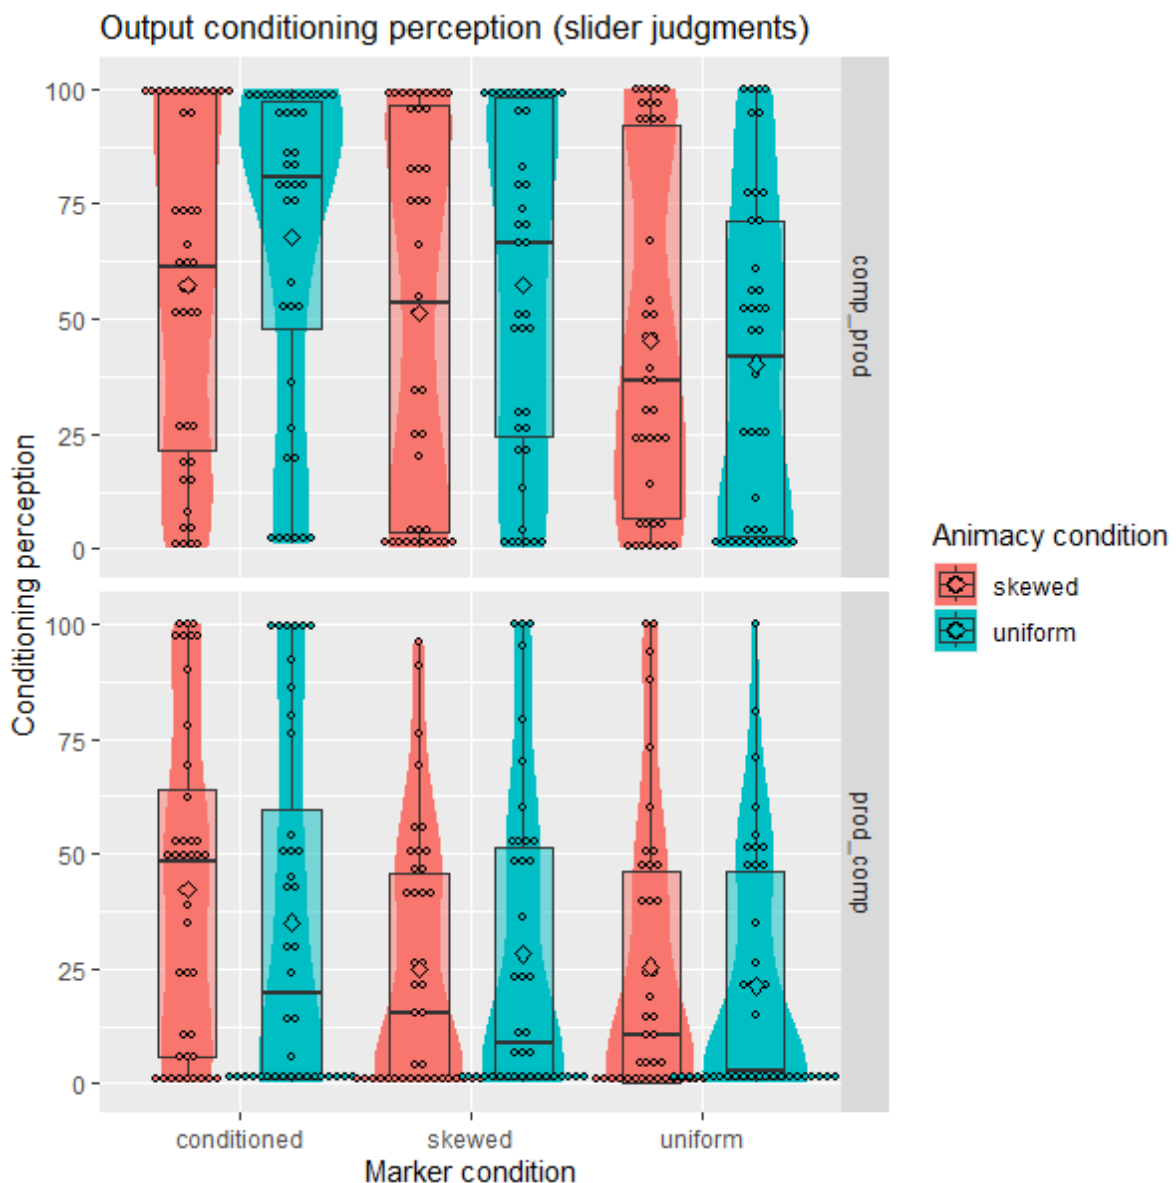 Output conditioning perception (slider judgments)
Conditioning perception
100
75
50
25
0
comp_prod
100
75
50
25
0
prod_comp
conditioned
skewed
uniform
Marker condition
Animacy condition
skewed
uniform